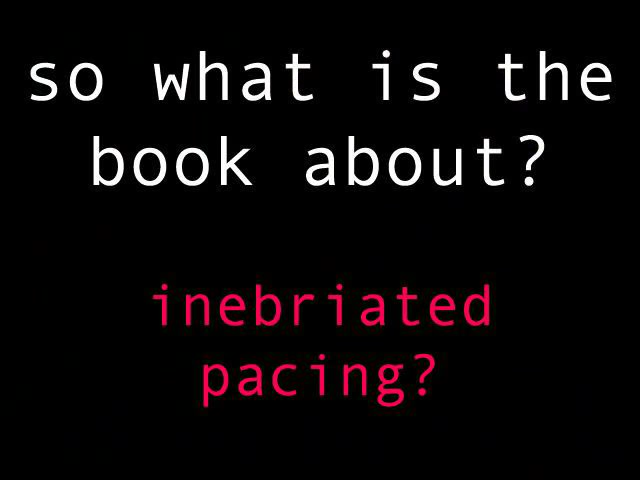 so what is the
book about?
inebriated
pacing?